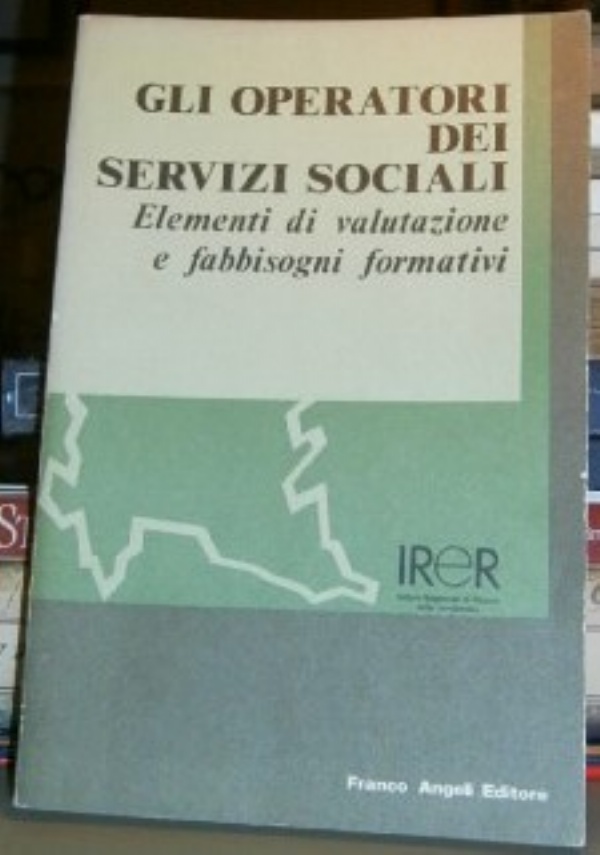 GLI OPERATORI
DEI
SERVIZI SOCIALI
Elementi di valutazione
e fabbisogni formativi
IReR
Franco Angeli Editore